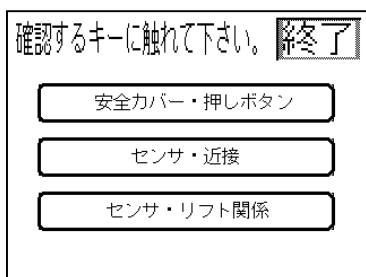 確認するキーに触れて下さい。 終了
安全カバー・押しボタン
センサ・近接
センサ・リフト関係